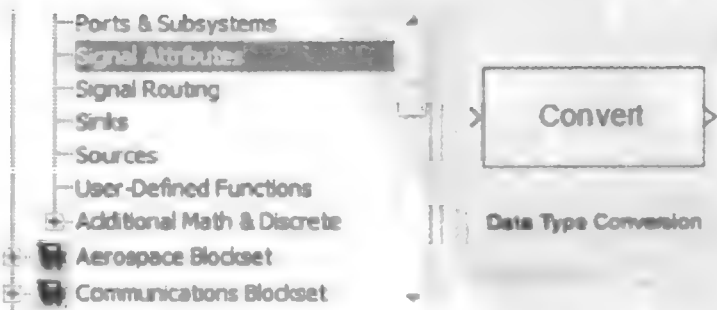 Ports & Subsystems
Signal Attributes
Signal Routing
Sinks
Sources
User-Defined Functions
Additional Math & Discrete
Aerospace Blockset
Communications Blockset
Convert
Data Type Conversion